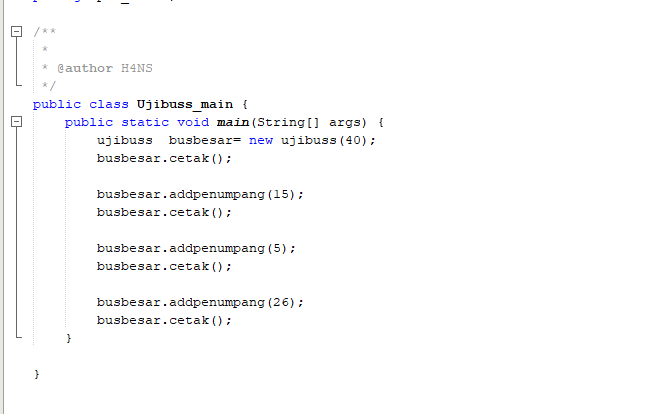 /**
*
* @author H4NS
*/
public class Ujibuss_main {
public static void main(String[] args) {
ujibuss  busbesar= new ujibuss(40);
busbesar.cetak();
busbesar.addpenumpang(15);
busbesar.cetak();
busbesar.addpenumpang(5);
busbesar.cetak();
busbesar.addpenumpang(26);
busbesar.cetak();
}
}